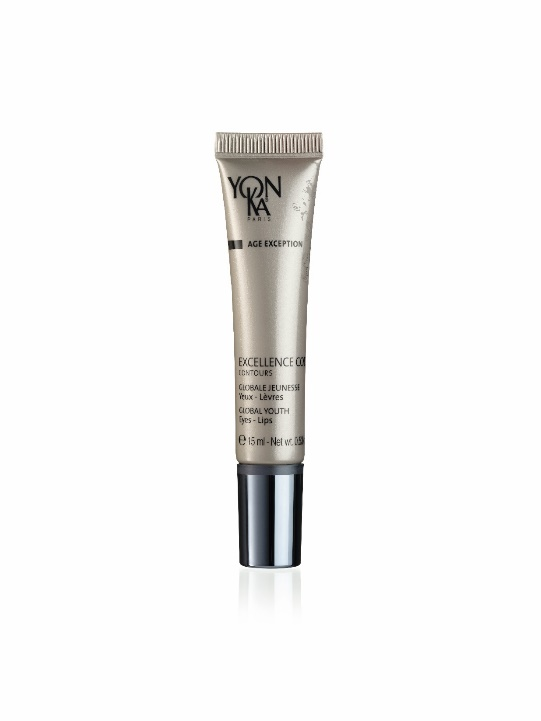 YON
KA
PARIS
AGE EXCEPTION
EXCELLENCE
CONTOURS
GLOBALE JEUNESSE
Yeux - Lèvres
GLOBAL YOUTH
Eyes - Lips
℮ 15 ml - Net wt.